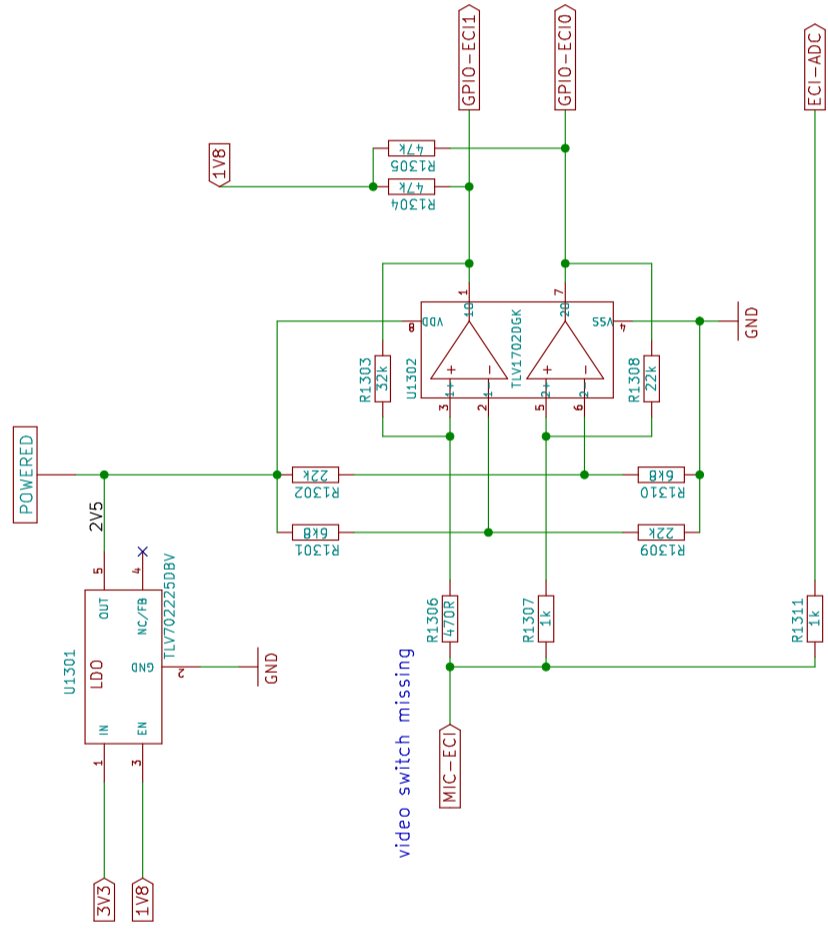 GPIO-ECI1
GPIO-ECI0
ECI-ADC
1V8
47k
R1305
47k
R1304
POWERED
2V5
1
1O
7
2O
VDD
8
VSS
4
GND
U1302
TLV1702DGK
R1303
32k
R1308
22k
+
-
+
-
1+
1-
2+
2-
3
2
5
6
22k
R1302
6k8
R1310
6k8
R1301
22k
R1309
5
4
OUT
NC/FB
TLV702225DBV
U1301
LDO
GND
2
GND
IN
EN
1
3
R1306
470R
R1307
1k
R1311
1k
video switch missing
MIC-ECI
3V3
1V8